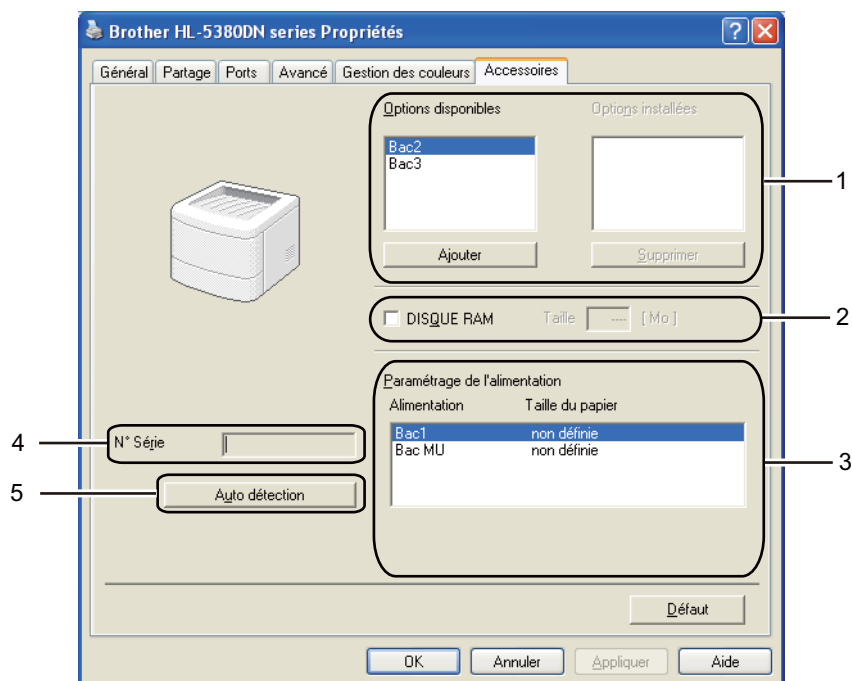 Brother HL-5380DN series Propriétés
Général Partage Ports Avancé Gestion des couleurs Accessoires
Options disponibles Options installées
Bac2
Bac3
1
Ajouter Supprimer
DISQUE RAM Taille ---- [ Mo ] 2
Paramétrage de l'alimentation
Alimentation Taille du papier
Bac1 non définie
Bac MU non définie
3
4 N° Série
5 Auto détection
Défaut
OK Annuler Appliquer Aide